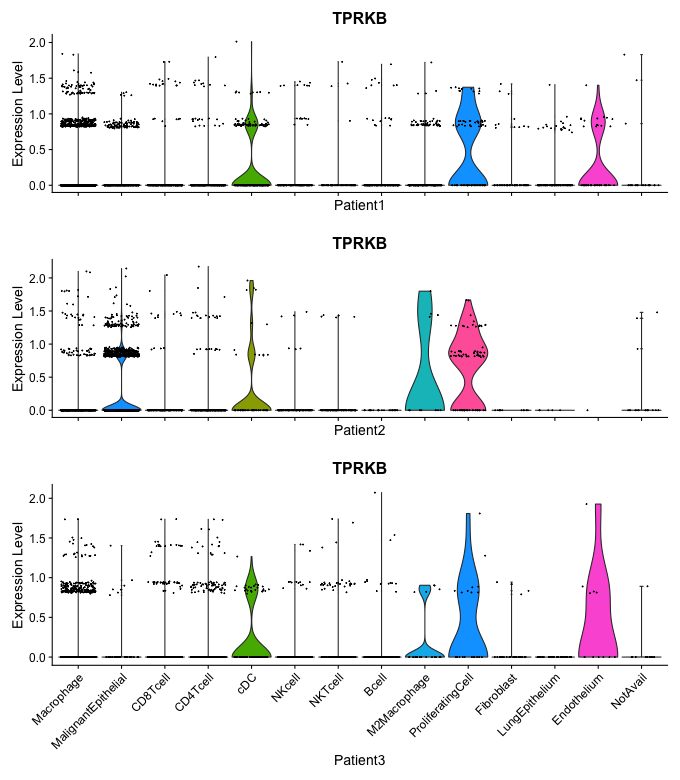 TPRKB
Expression Level
2.0
1.5
1.0
0.5
0.0
Patient1
TPRKB
Expression Level
2.0
1.5
1.0
0.5
0.0
Patient2
TPRKB
Expression Level
2.0
1.5
1.0
0.5
0.0
Macrophage
MalignantEpithelial
CD8Tcell
CD4Tcell
cDC
NKcell
NKTcell
Bcell
M2Macrophage
ProliferatingCell
Fibroblast
LungEpithelium
Endothelium
NotAvail
Patient3